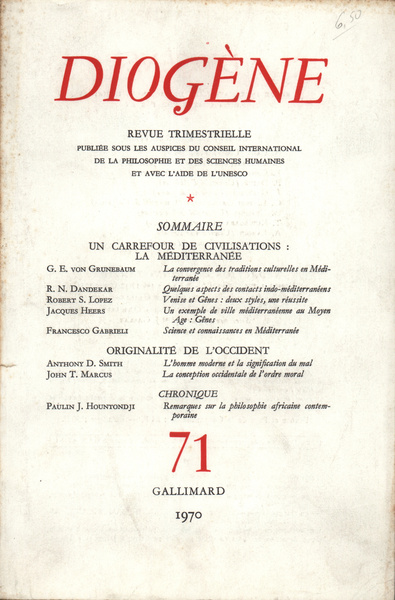 6,50
DIOGÈNE
REVUE TRIMESTRIELLE
PUBLIÉE SOUS LES AUSPICES DU CONSEIL INTERNATIONAL
DE LA PHILOSOPHIE ET DES SCIENCES HUMAINES
ET AVEC L'AIDE DE L'UNESCO
*
SOMMAIRE
UN CARREFOUR DE CIVILISATIONS :
LA MÉDITERRANÉE
G. E. VON GRUNEBAUM La convergence des traditions culturelles en Médi-
terranée
R. N. DANDEKAR Quelques aspects des contacts indo-méditerranéens
ROBERT S. LOPEZ Venise et Gênes : deux styles, une réussite
JACQUES HEERS Un exemple de ville méditerranéenne au Moyen
Age : Gênes
FRANCESCO GABRIELI Science et connaissances en Méditerranée
ORIGINALITÉ DE L'OCCIDENT
ANTHONY D. SMITH L'homme moderne et la signification du mal
JOHN T. MARCUS La conception occidentale de l'ordre moral
CHRONIQUE
PAULIN J. HOUNTONDJI Remarques sur la philosophie africaine contem-
poraine
71
GALLIMARD
1970